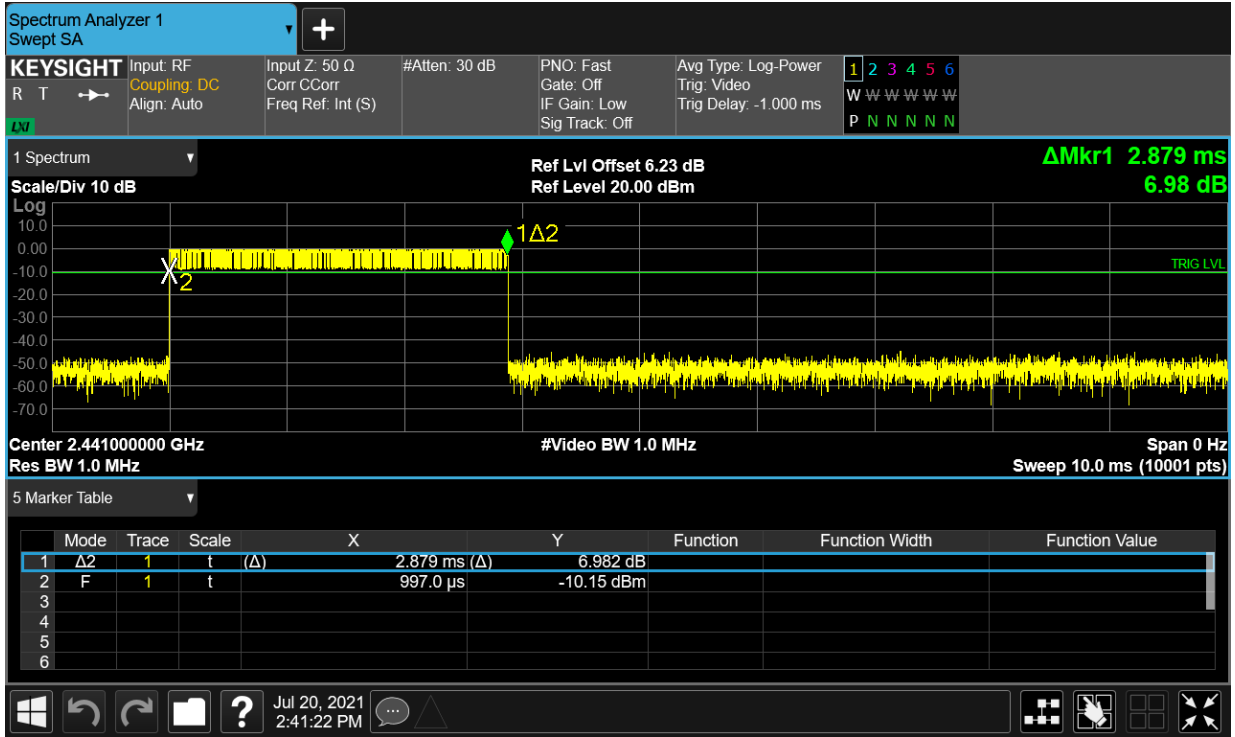 Spectrum Analyzer 1
Swept SA
KEYSIGHT
R T
LXI
Input: RF
Coupling: DC
Align: Auto
Input Z: 50 Ω
Corr CCorr
Freq Ref: Int (S)
#Atten: 30 dB
PNO: Fast
Gate: Off
IF Gain: Low
Sig Track: Off
Avg Type: Log-Power
Trig: Video
Trig Delay: -1.000 ms
1 2 3 4 5 6
W W W W W W
P N N N N N
1 Spectrum
Scale/Div 10 dB
Ref Lvl Offset 6.23 dB
Ref Level 20.00 dBm
ΔMkr1 2.879 ms
6.98 dB
Log
10.0
0.00
-10.0
-20.0
-30.0
-40.0
-50.0
-60.0
-70.0
1Δ2
2
TRIG LVL
Center 2.441000000 GHz
Res BW 1.0 MHz
#Video BW 1.0 MHz
Span 0 Hz
Sweep 10.0 ms (10001 pts)
5 Marker Table
Mode Trace Scale X Y Function Function Width Function Value
1 Δ2 1 t (Δ) 2.879 ms (Δ) 6.982 dB
2 F 1 t 997.0 µs -10.15 dBm
3
4
5
6
?
Jul 20, 2021
2:41:22 PM